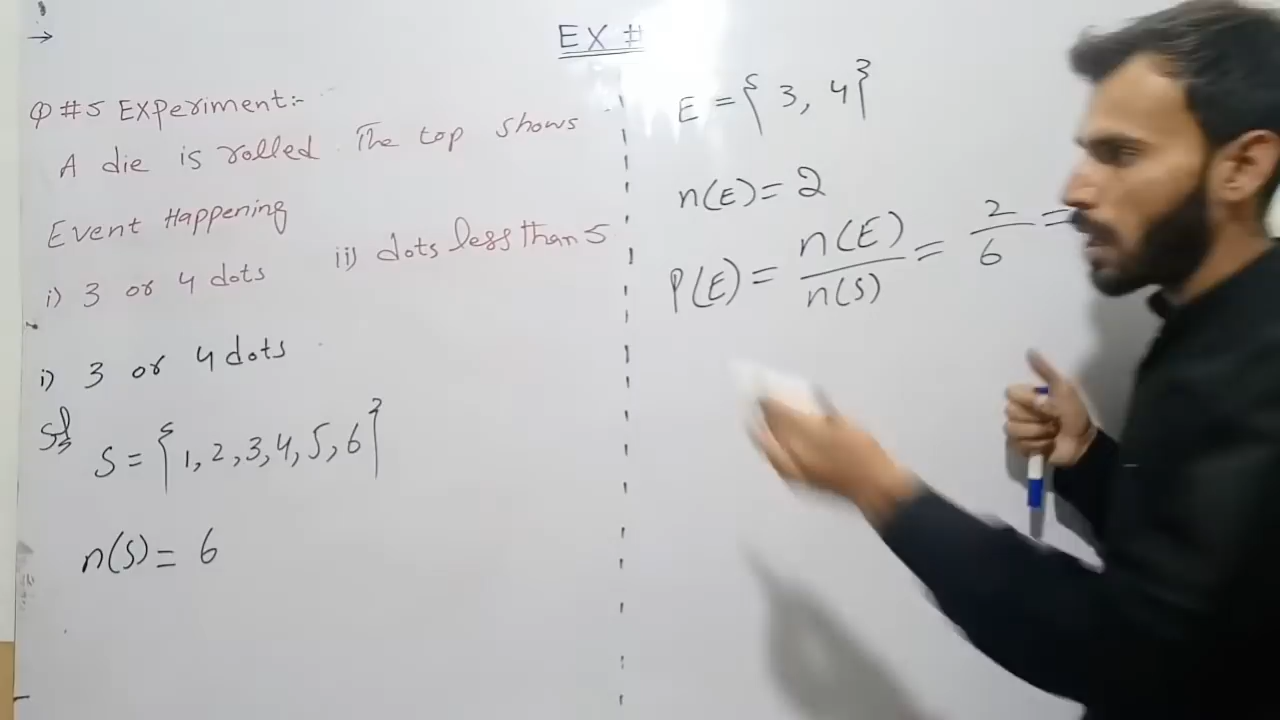 EX #
Q #5 Experiment:-
A die is rolled. The top shows
Event Happening
i) 3 or 4 dots ii) dots less than 5
i) 3 or 4 dots
Sol
S = {1, 2, 3, 4, 5, 6}
n(S) = 6
E = {3, 4}
n(E) = 2
P(E) = n(E)/n(S) = 2/6 =